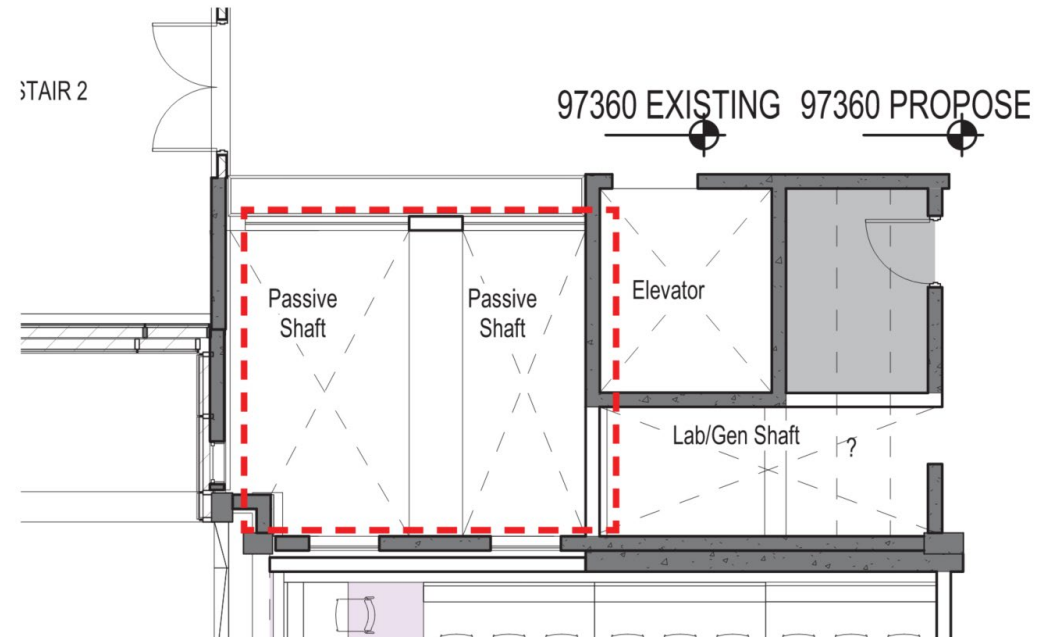 STAIR 2
97360 EXISTING
97360 PROPOSE
Passive
Shaft
Passive
Shaft
Elevator
Lab/Gen Shaft
?